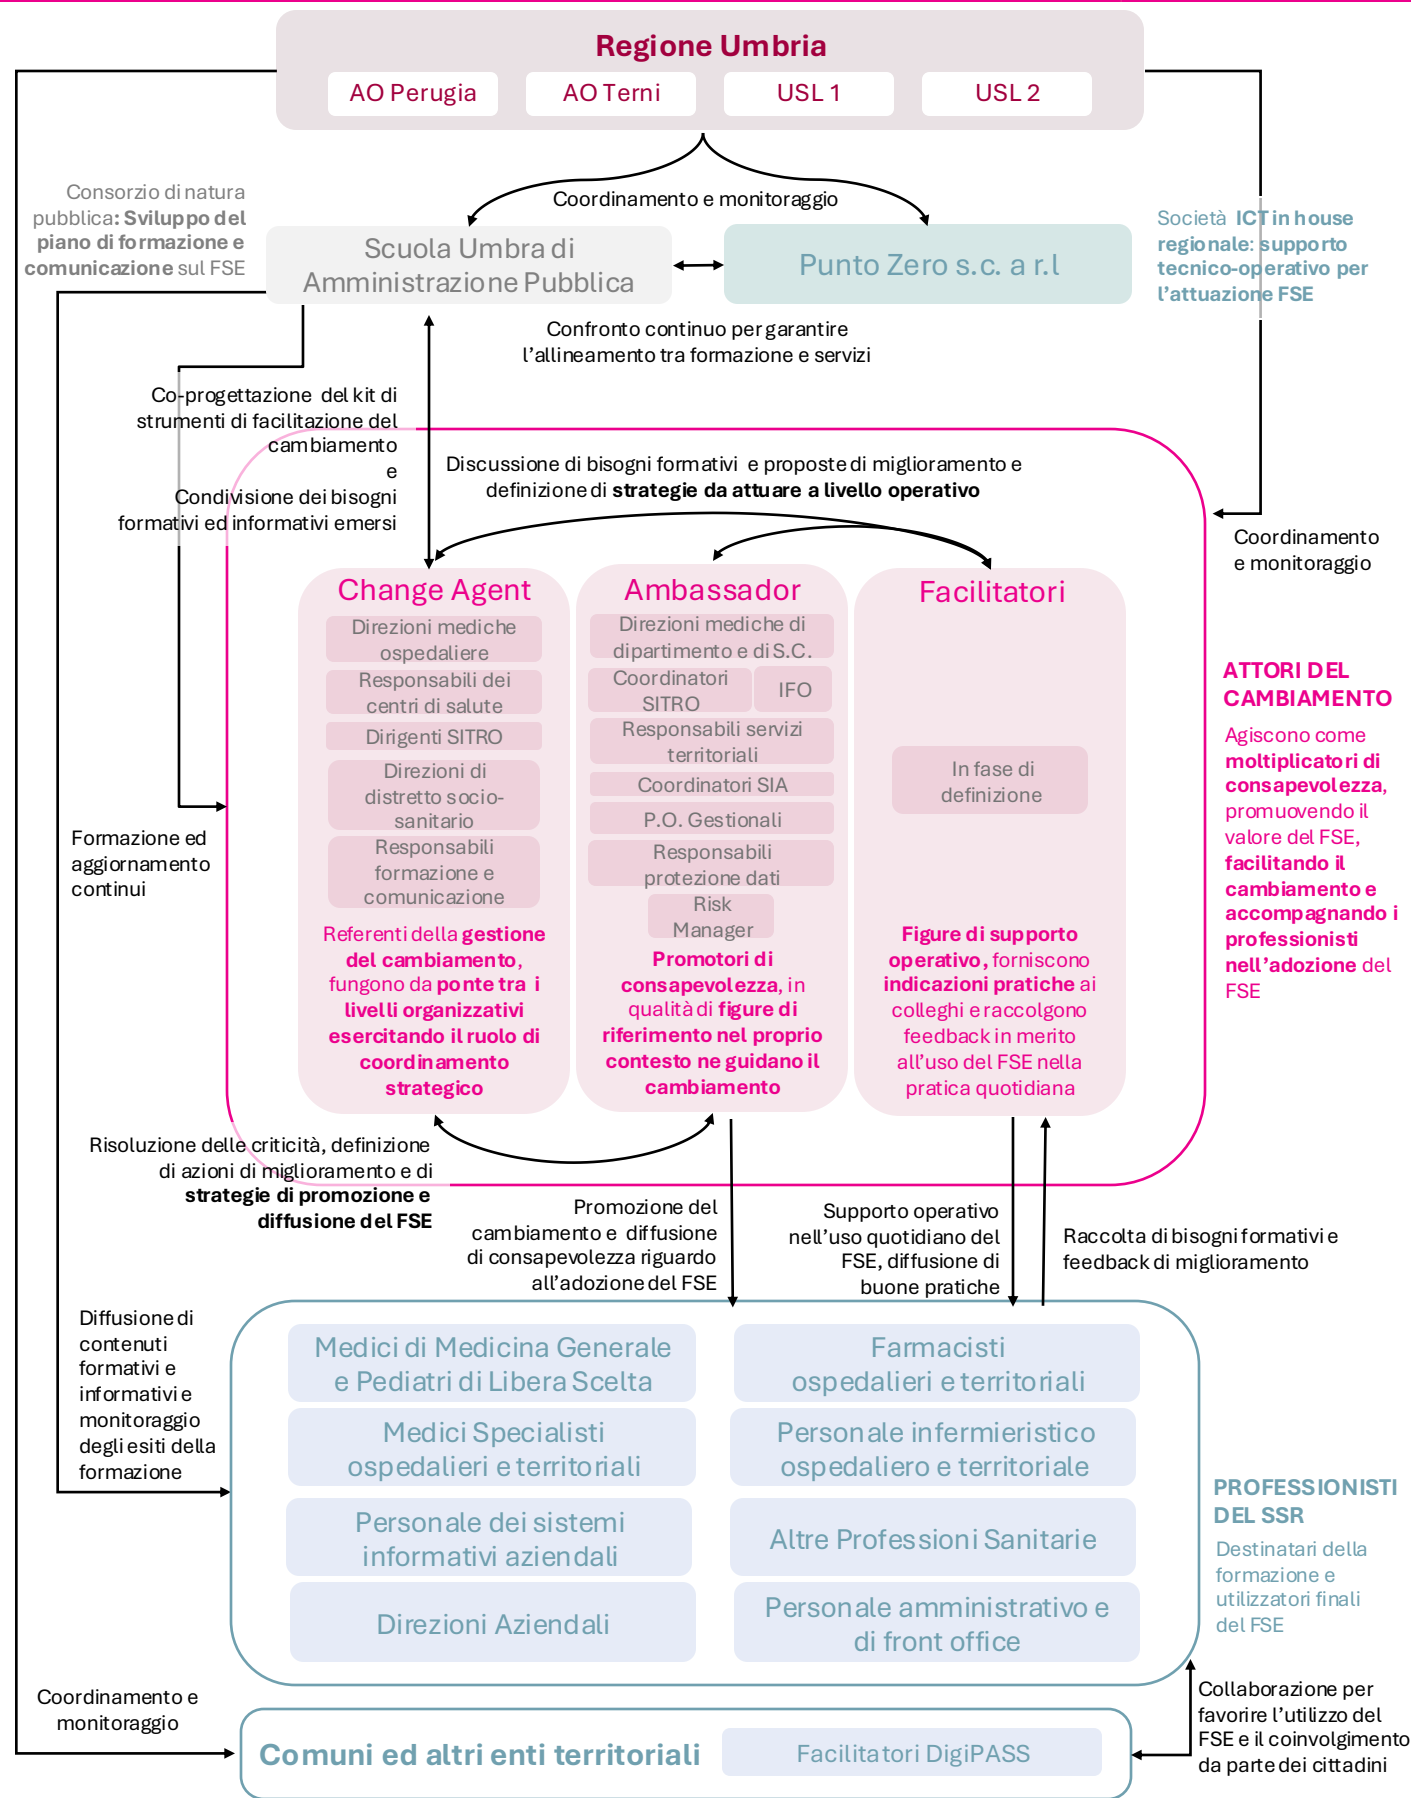 Regione Umbria
AO Perugia
AO Terni
USL 1
USL 2
Consorzio di natura
pubblica: Sviluppo del
piano di formazione e
comunicazione sul FSE
Coordinamento e monitoraggio
Scuola Umbra di
Amministrazione Pubblica
Punto Zero s.c. a r.l
Società ICT in house
regionale: supporto
tecnico-operativo per
l'attuazione FSE
Confronto continuo per garantire
l'allineamento tra formazione e servizi
Co-progettazione del kit di
strumenti di facilitazione del
cambiamento
e
Condivisione dei bisogni
formativi ed informativi emersi
Discussione di bisogni formativi e proposte di miglioramento e
definizione di strategie da attuare a livello operativo
Coordinamento
e monitoraggio
Change Agent
Direzioni mediche
ospedaliere
Responsabili dei
centri di salute
Dirigenti SITRO
Direzioni di
distretto socio-
sanitario
Responsabili
formazione e
comunicazione
Referenti della gestione
del cambiamento,
fungono da ponte tra i
livelli organizzativi
esercitando il ruolo di
coordinamento
strategico
Ambassador
Direzioni mediche di
dipartimento e di S.C.
Coordinatori
SITRO
IFO
Responsabili servizi
territoriali
Coordinatori SIA
P.O. Gestionali
Responsabili
protezione dati
Risk
Manager
Promotori di
consapevolezza, in
qualità di figure di
riferimento nel proprio
contesto ne guidano il
cambiamento
Facilitatori
In fase di
definizione
Figure di supporto
operativo, forniscono
indicazioni pratiche ai
colleghi e raccolgono
feedback in merito
all'uso del FSE nella
pratica quotidiana
ATTORI DEL
CAMBIAMENTO
Agiscono come
moltiplicatori di
consapevolezza,
promuovendo il
valore del FSE,
facilitando il
cambiamento e
accompagnando i
professionisti
nell'adozione del
FSE
Formazione ed
aggiornamento
continui
Risoluzione delle criticità, definizione
di azioni di miglioramento e di
strategie di promozione e
diffusione del FSE
Promozione del
cambiamento e diffusione
di consapevolezza riguardo
all'adozione del FSE
Supporto operativo
nell'uso quotidiano del
FSE, diffusione di
buone pratiche
Raccolta di bisogni formativi e
feedback di miglioramento
Diffusione di
contenuti
formativi e
informativi e
monitoraggio
degli esiti della
formazione
Medici di Medicina Generale
e Pediatri di Libera Scelta
Farmacisti
ospedalieri e territoriali
Medici Specialisti
ospedalieri e territoriali
Personale infermieristico
ospedaliero e territoriale
Personale dei sistemi
informativi aziendali
Altre Professioni Sanitarie
Direzioni Aziendali
Personale amministrativo e
di front office
PROFESSIONISTI
DEL SSR
Destinatari della
formazione e
utilizzatori finali
del FSE
Coordinamento e
monitoraggio
Comuni ed altri enti territoriali
Facilitatori DigiPASS
Collaborazione per
favorire l'utilizzo del
FSE e il coinvolgimento
da parte dei cittadini